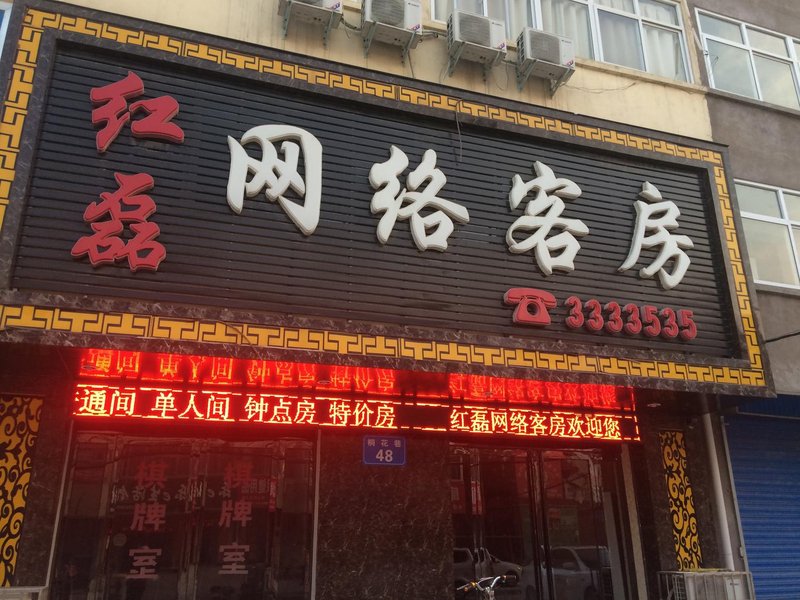 红磊
网络客房
3333535
通间 单人间 钟点房 特价房 红磊网络客房欢迎您
桐花巷
48
棋牌室
棋牌室